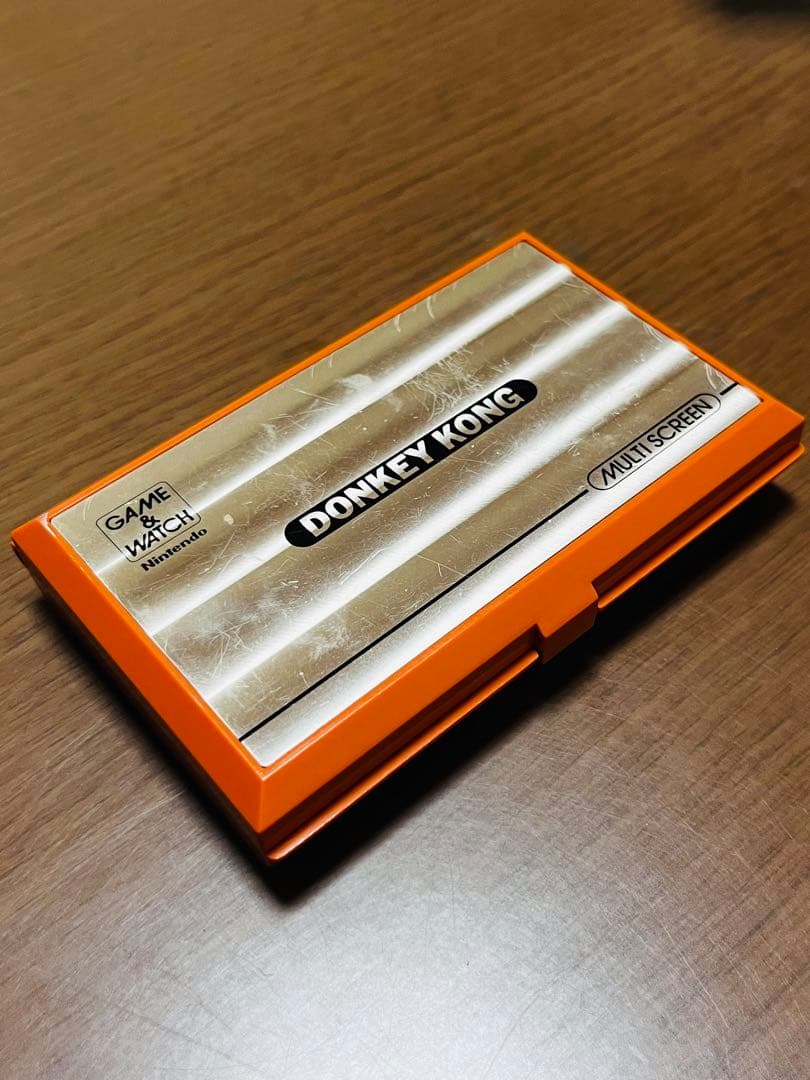 GAME
&
WATCH
Nintendo
DONKEY KONG
MULTI SCREEN